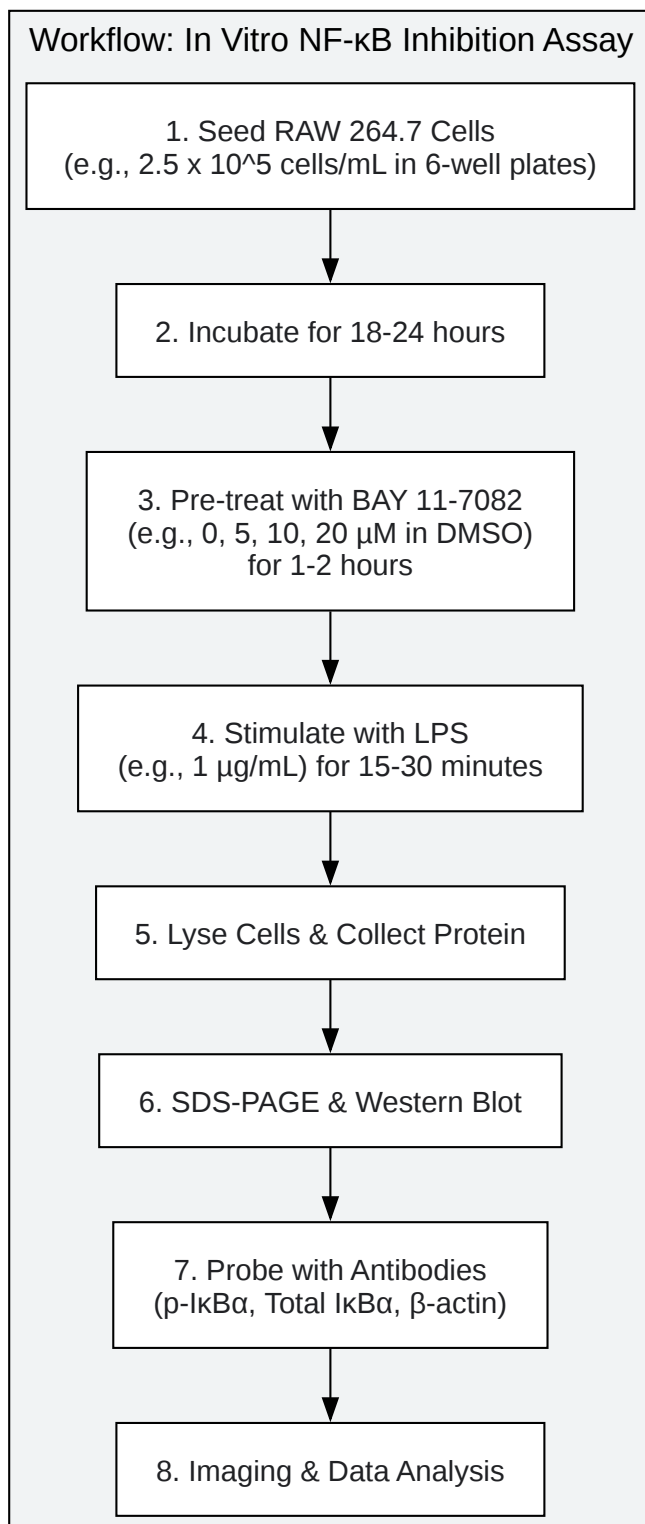 Workflow: In Vitro NF-κB Inhibition Assay
1. Seed RAW 264.7 Cells
(e.g., 2.5 x 10^5 cells/mL in 6-well plates)
2. Incubate for 18-24 hours
3. Pre-treat with BAY 11-7082
(e.g., 0, 5, 10, 20 µM in DMSO)
for 1-2 hours
4. Stimulate with LPS
(e.g., 1 µg/mL) for 15-30 minutes
5. Lyse Cells & Collect Protein
6. SDS-PAGE & Western Blot
7. Probe with Antibodies
(p-IκBα, Total IκBα, β-actin)
8. Imaging & Data Analysis